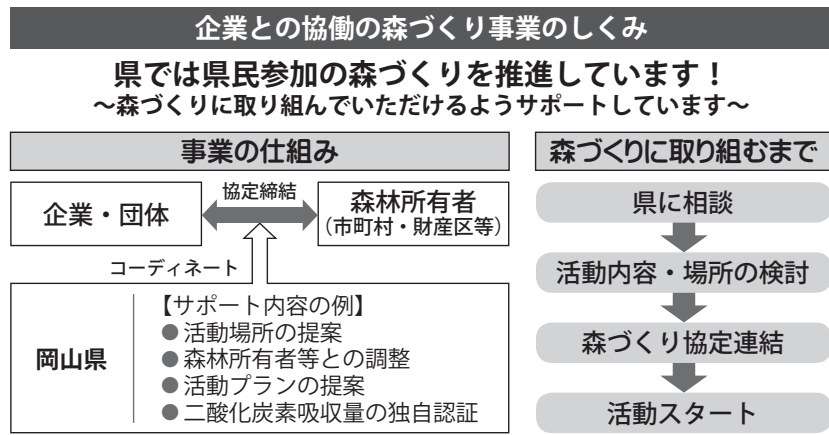 企業との協働の森づくり事業のしくみ
県では県民参加の森づくりを推進しています！
～森づくりに取り組んでいただけるようサポートしています～
事業の仕組み
企業・団体
協定締結
森林所有者
（市町村・財産区等）
コーディネート
岡山県
【サポート内容の例】
●活動場所の提案
●森林所有者等との調整
●活動プランの提案
●二酸化炭素吸収量の独自認証
森づくりに取り組むまで
県に相談
活動内容・場所の検討
森づくり協定連結
活動スタート